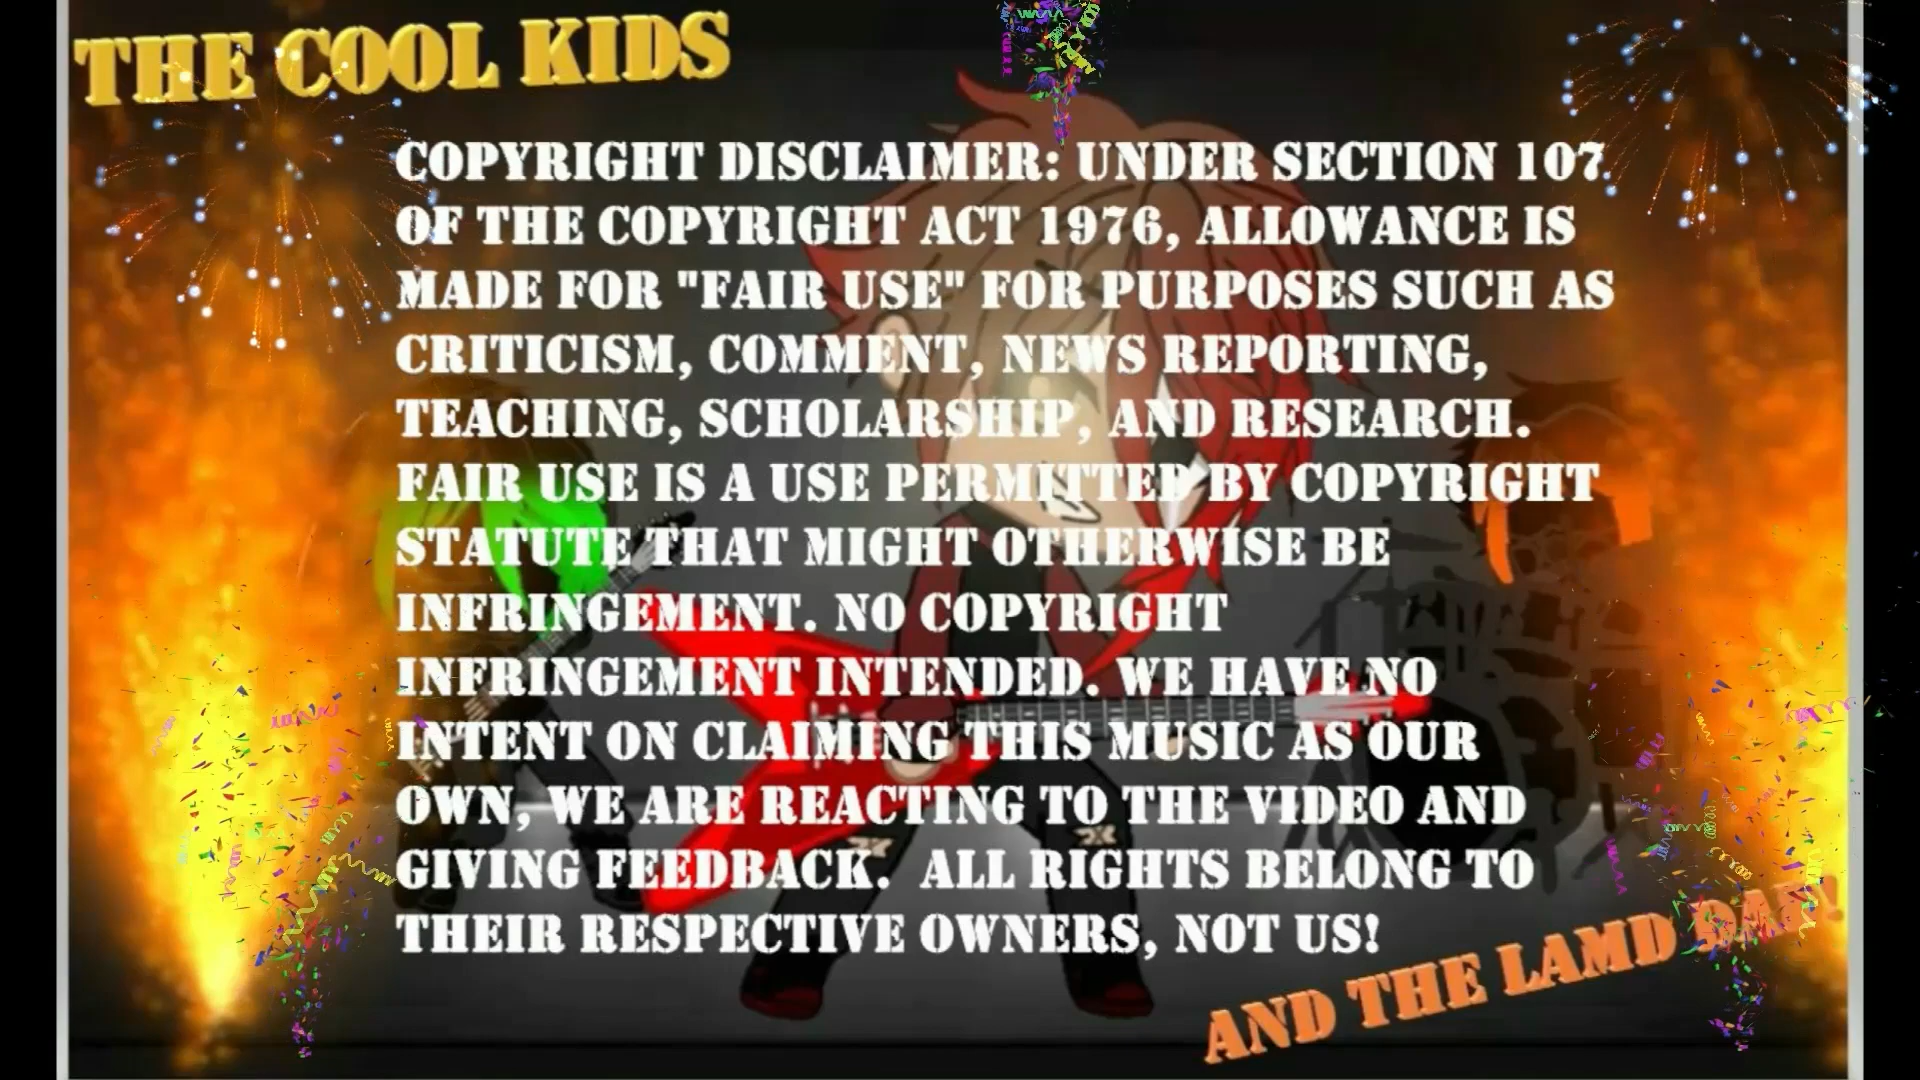 THE COOL KIDS
COPYRIGHT DISCLAIMER: UNDER SECTION 107
OF THE COPYRIGHT ACT 1976, ALLOWANCE IS
MADE FOR "FAIR USE" FOR PURPOSES SUCH AS
CRITICISM, COMMENT, NEWS REPORTING,
TEACHING, SCHOLARSHIP, AND RESEARCH.
FAIR USE IS A USE PERMITTED BY COPYRIGHT
STATUTE THAT MIGHT OTHERWISE BE
INFRINGEMENT. NO COPYRIGHT
INFRINGEMENT INTENDED. WE HAVE NO
INTENT ON CLAIMING THIS MUSIC AS OUR
OWN, WE ARE REACTING TO THE VIDEO AND
GIVING FEEDBACK. ALL RIGHTS BELONG TO
THEIR RESPECTIVE OWNERS, NOT US!
AND THE LAMD